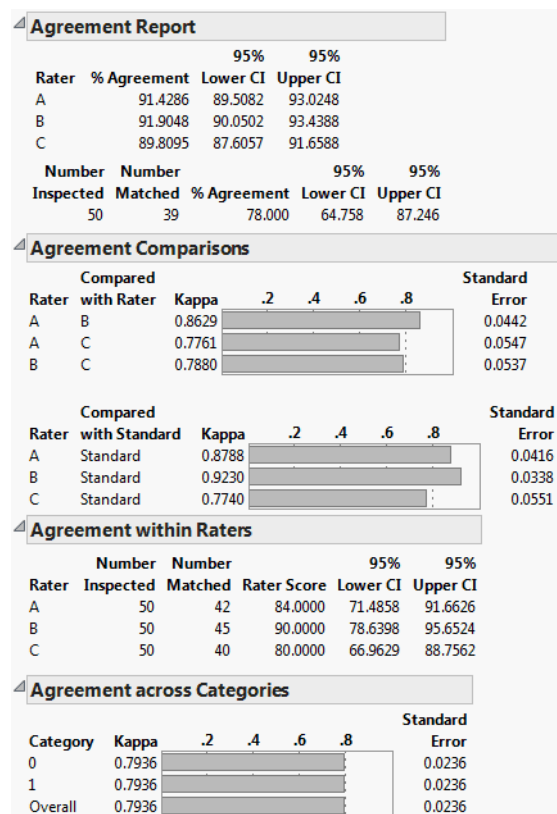 Agreement Report
95% 95%
Rater % Agreement Lower CI Upper CI
A 91.4286 89.5082 93.0248
B 91.9048 90.0502 93.4388
C 89.8095 87.6057 91.6588
Number Number 95% 95%
Inspected Matched % Agreement Lower CI Upper CI
50 39 78.000 64.758 87.246
Agreement Comparisons
Compared Standard
Rater with Rater Kappa .2 .4 .6 .8 Error
A B 0.8629 0.0442
A C 0.7761 0.0547
B C 0.7880 0.0537
Compared Standard
Rater with Standard Kappa .2 .4 .6 .8 Error
A Standard 0.8788 0.0416
B Standard 0.9230 0.0338
C Standard 0.7740 0.0551
Agreement within Raters
Number Number 95% 95%
Rater Inspected Matched Rater Score Lower CI Upper CI
A 50 42 84.0000 71.4858 91.6626
B 50 45 90.0000 78.6398 95.6524
C 50 40 80.0000 66.9629 88.7562
Agreement across Categories
Standard
Category Kappa .2 .4 .6 .8 Error
0 0.7936 0.0236
1 0.7936 0.0236
Overall 0.7936 0.0236